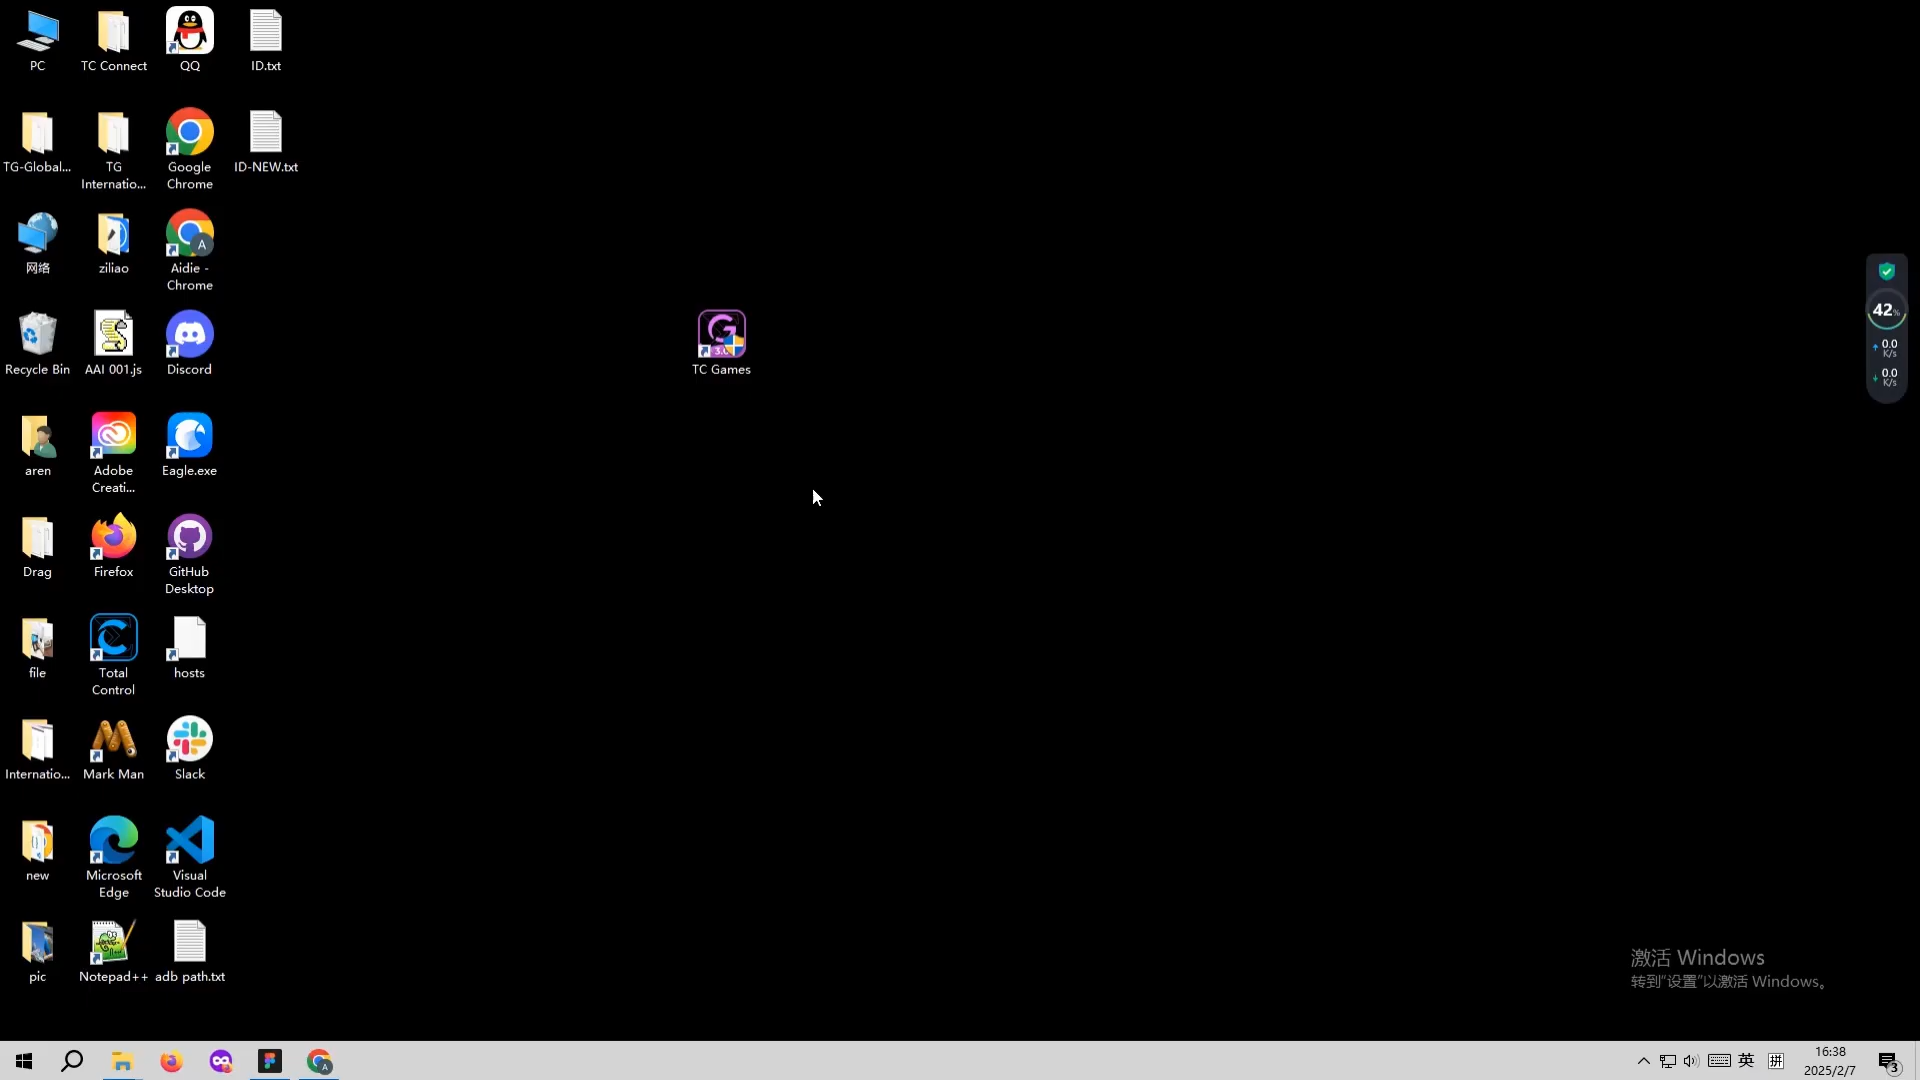 PC
TC Connect
QQ
ID.txt
TG-Global...
TG
Internatio...
Google
Chrome
ID-NEW.txt
网络
ziliao
A
Aidie -
Chrome
Recycle Bin
AAI 001.js
Discord
3.0
TC Games
aren
Adobe
Creati...
Eagle.exe
Drag
Firefox
GitHub
Desktop
file
Total
Control
hosts
Internatio...
Mark Man
Slack
new
Microsoft
Edge
Visual
Studio Code
pic
Notepad++
adb path.txt
42%
0.0
K/s
0.0
K/s
激活 Windows
转到“设置”以激活 Windows。
A
英
拼
16:38
2025/2/7
3